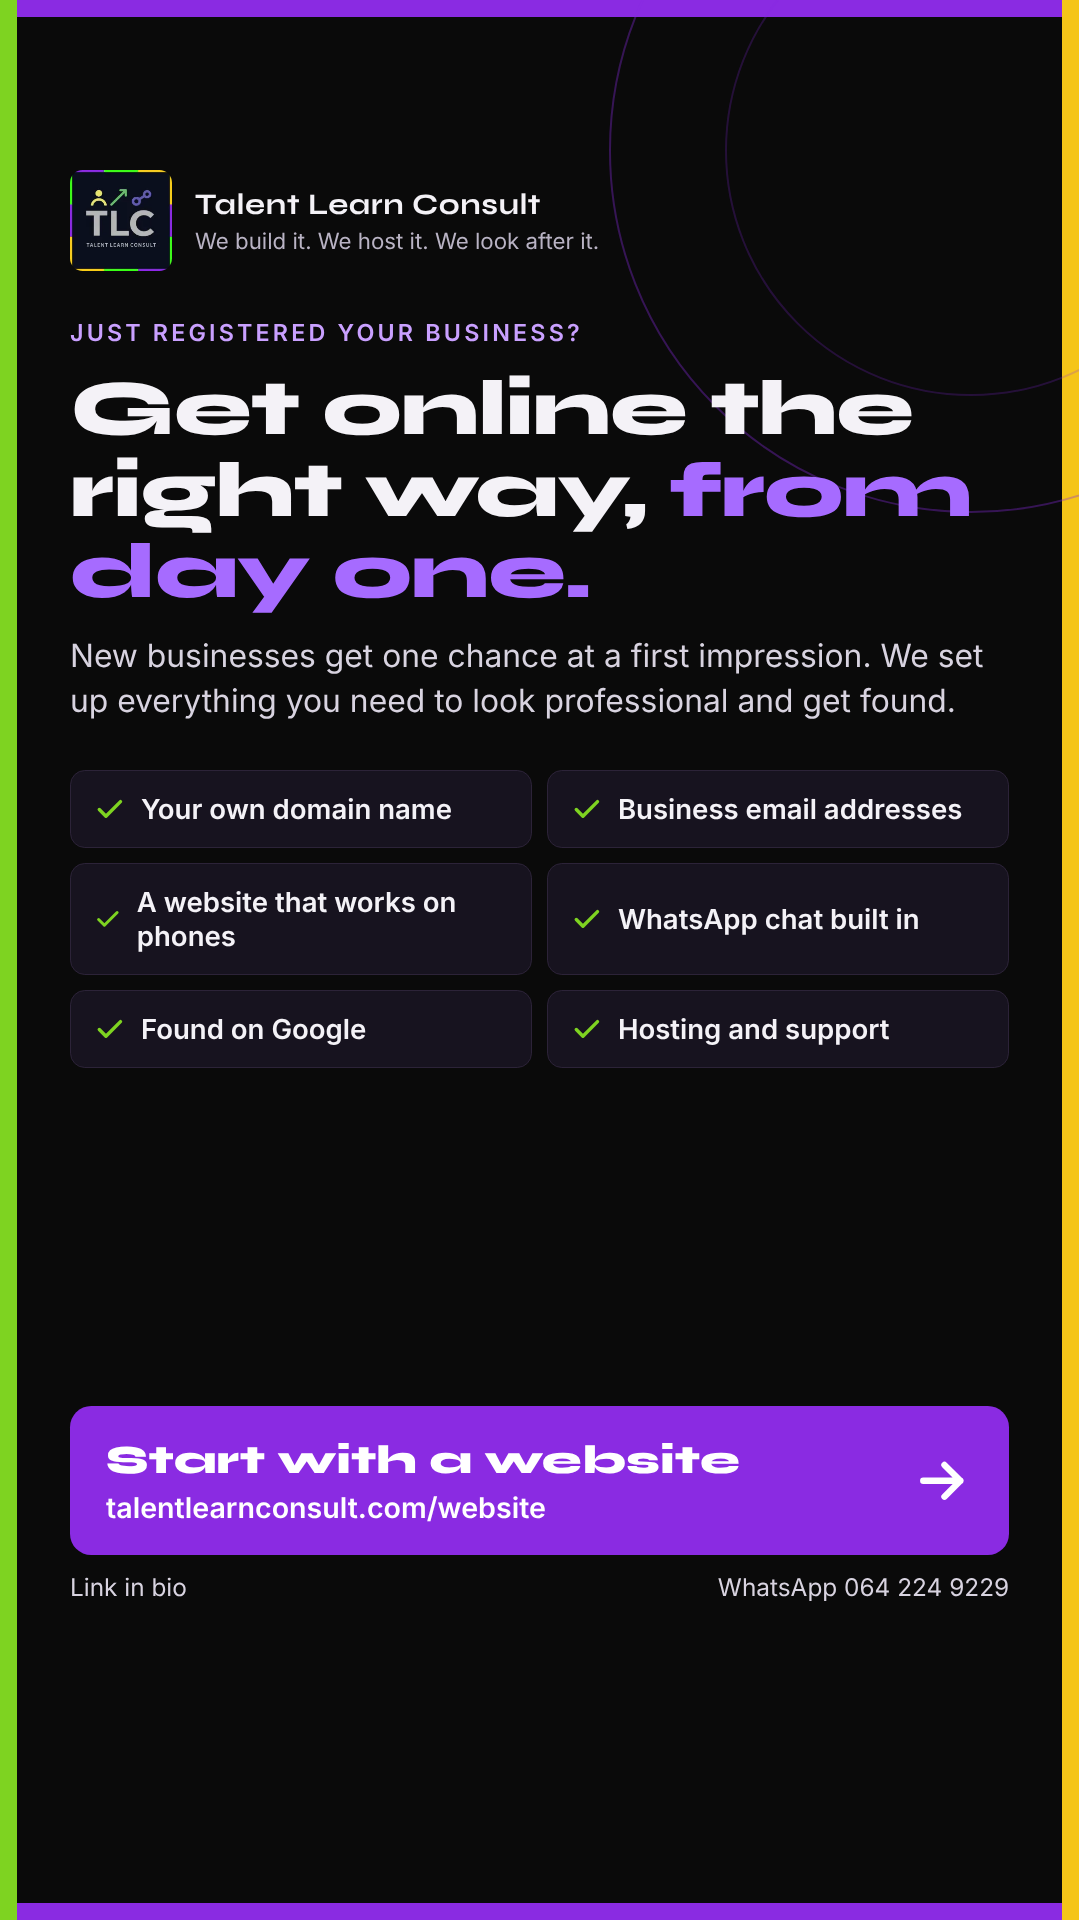 TLC
TALENT LEARN CONSULT
Talent Learn Consult
We build it. We host it. We look after it.
JUST REGISTERED YOUR BUSINESS?
Get online the
right way, from
day one.
New businesses get one chance at a first impression. We set
up everything you need to look professional and get found.
Your own domain name
Business email addresses
A website that works on
phones
WhatsApp chat built in
Found on Google
Hosting and support
Start with a website
talentlearnconsult.com/website
Link in bio
WhatsApp 064 224 9229